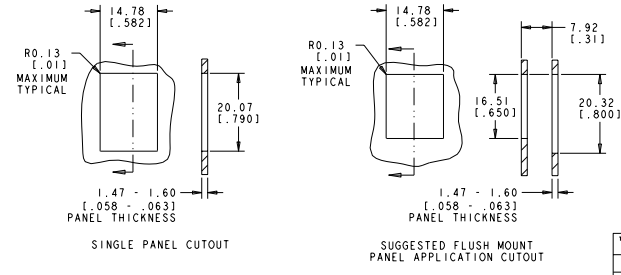 14.78
[.582]
R0.13
[.01]
MAXIMUM
TYPICAL
20.07
[.790]
1.47 - 1.60
[.058 - .063]
PANEL THICKNESS
SINGLE PANEL CUTOUT
14.78
[.582]
7.92
[.31]
R0.13
[.01]
MAXIMUM
TYPICAL
16.51
[.650]
20.32
[.800]
1.47 - 1.60
[.058 - .063]
PANEL THICKNESS
SUGGESTED FLUSH MOUNT
PANEL APPLICATION CUTOUT